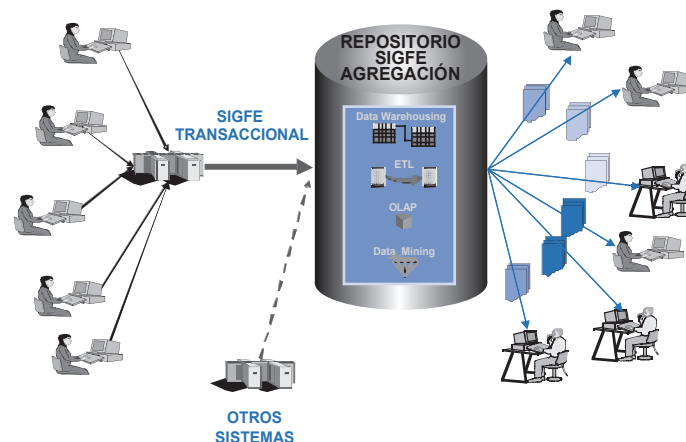 REPOSITORIO
SIGFE
AGREGACIÓN
SIGFE
TRANSACCIONAL
Data Warehousing
ETL
OLAP
Data Mining
OTROS
SISTEMAS